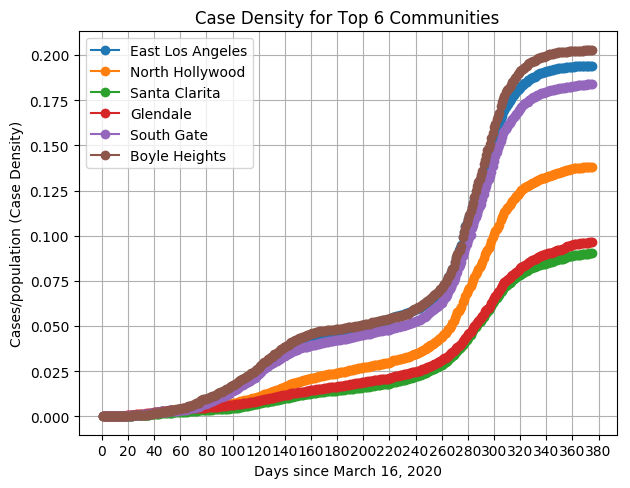 Case Density for Top 6 Communities
East Los Angeles
North Hollywood
Santa Clarita
Glendale
South Gate
Boyle Heights
Cases/population (Case Density)
0.200
0.175
0.150
0.125
0.100
0.075
0.050
0.025
0.000
0 20 40 60 80 100 120 140 160 180 200 220 240 260 280 300 320 340 360 380
Days since March 16, 2020